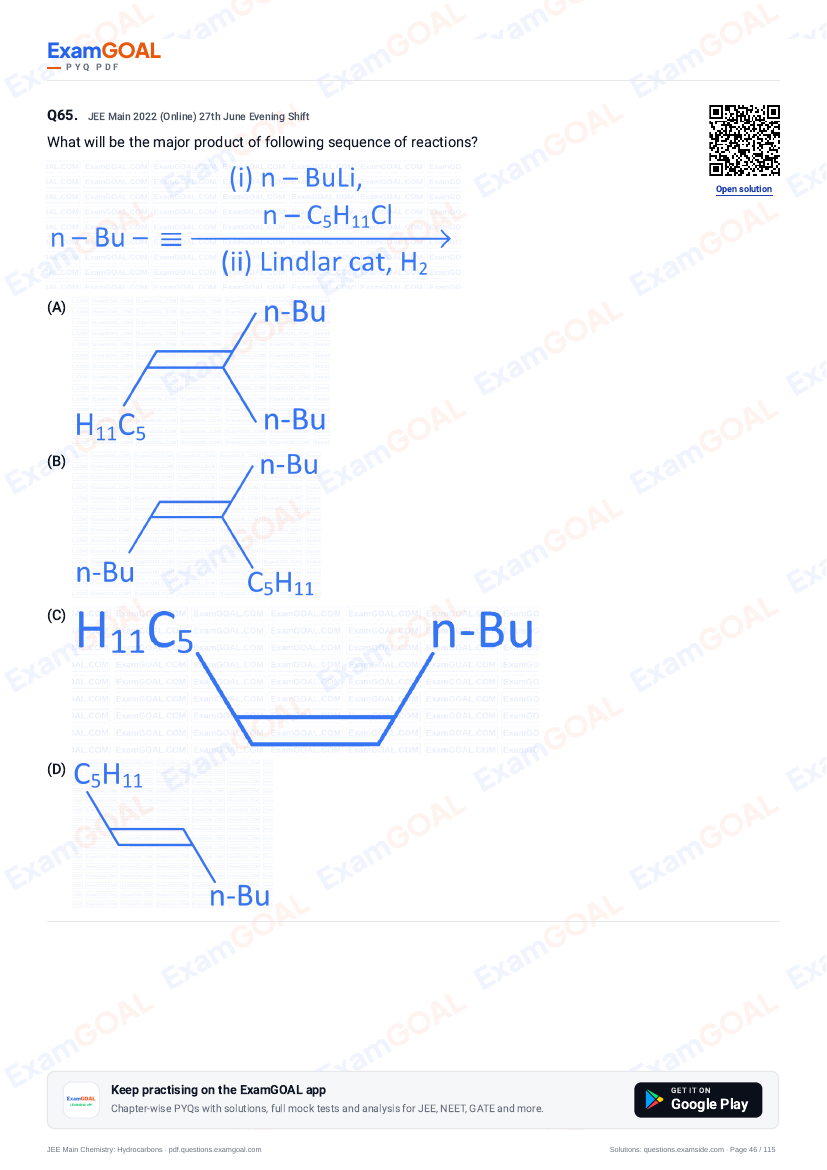 ExamGOAL
PYQ PDF
Q65. JEE Main 2022 (Online) 27th June Evening Shift
What will be the major product of following sequence of reactions?
Open solution
(i) n – BuLi,
n – C₅H₁₁Cl
n – Bu – ≡
(ii) Lindlar cat, H₂
(A)
n-Bu
H₁₁C₅
n-Bu
(B)
n-Bu
n-Bu
C₅H₁₁
(C)
H₁₁C₅ n-Bu
(D)
C₅H₁₁
n-Bu
Keep practising on the ExamGOAL app
Chapter-wise PYQs with solutions, full mock tests and analysis for JEE, NEET, GATE and more.
GET IT ON
Google Play
JEE Main Chemistry: Hydrocarbons · pdf.questions.examgoal.com
Solutions: questions.examside.com · Page 46 / 115